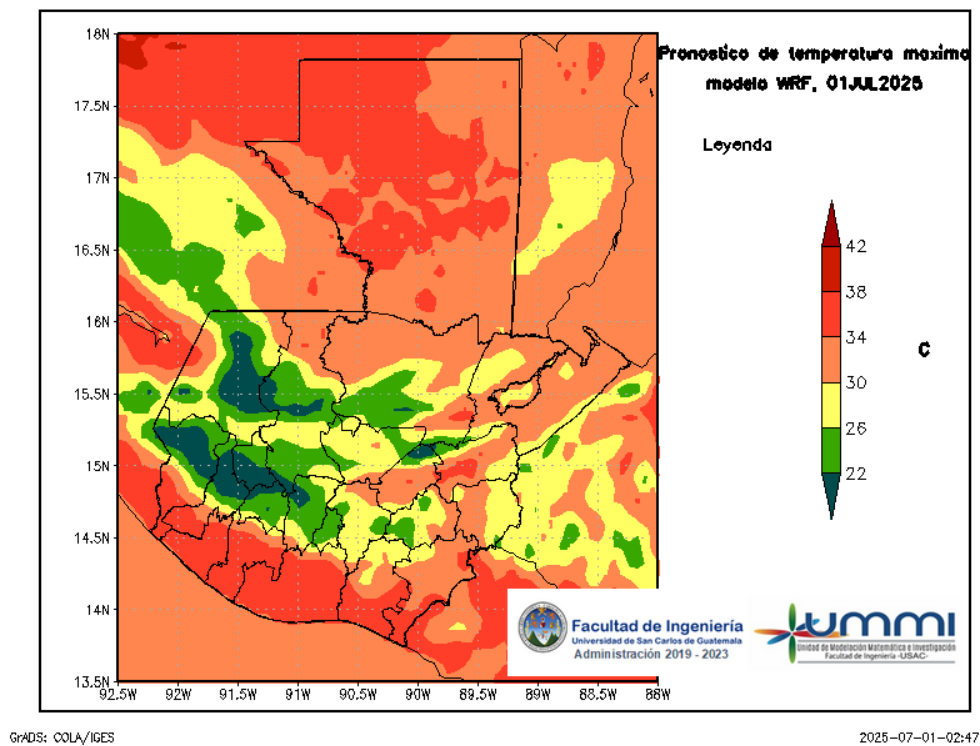 Pronostico de temperatura maxima
modelo WRF, 01JUL2025
Leyenda
18N
17.5N
17N
16.5N
16N
15.5N
15N
14.5N
14N
13.5N
92.5W
92W
91.5W
91W
90.5W
90W
89.5W
89W
88.5W
88W
42
38
34
30
26
22
C
Facultad de Ingeniería
Universidad de San Carlos de Guatemala
Administración 2019 - 2023
ummi
Unidad de Modelación Matemática e Investigación
Facultad de Ingeniería -USAC-
GrADS: COLA/IGES
2025-07-01-02:47